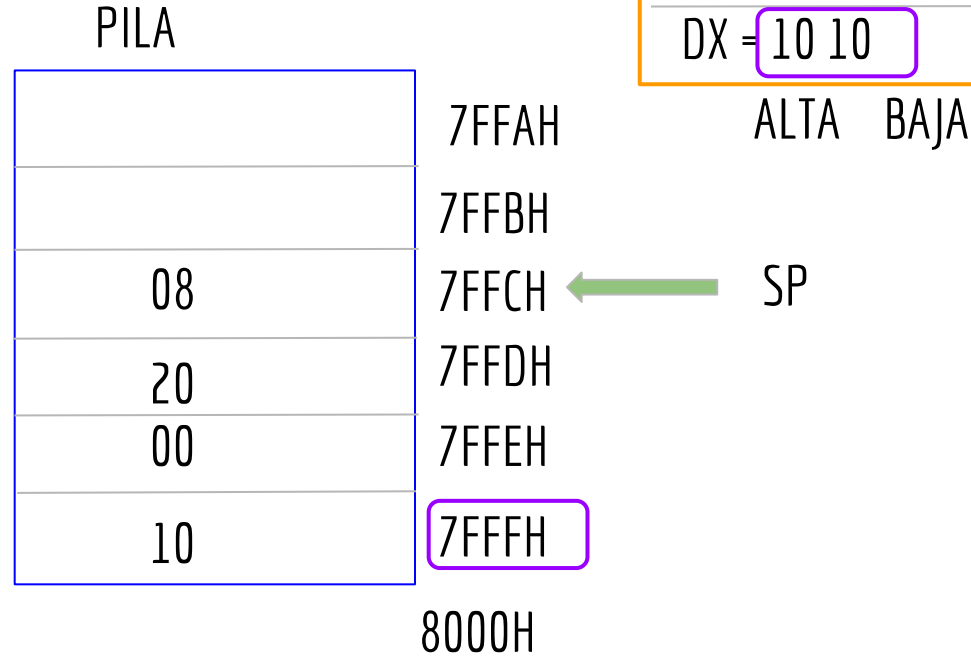 PILA
DX = 10 10
ALTA BAJA
7FFAH
7FFBH
08 7FFCH SP
20 7FFDH
00 7FFEH
10 7FFFH
8000H